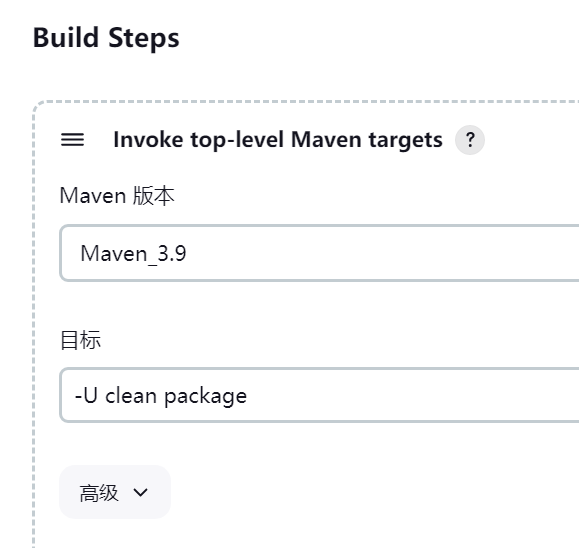 Build Steps
Invoke top-level Maven targets ?
Maven 版本
Maven_3.9
目标
-U clean package
高级